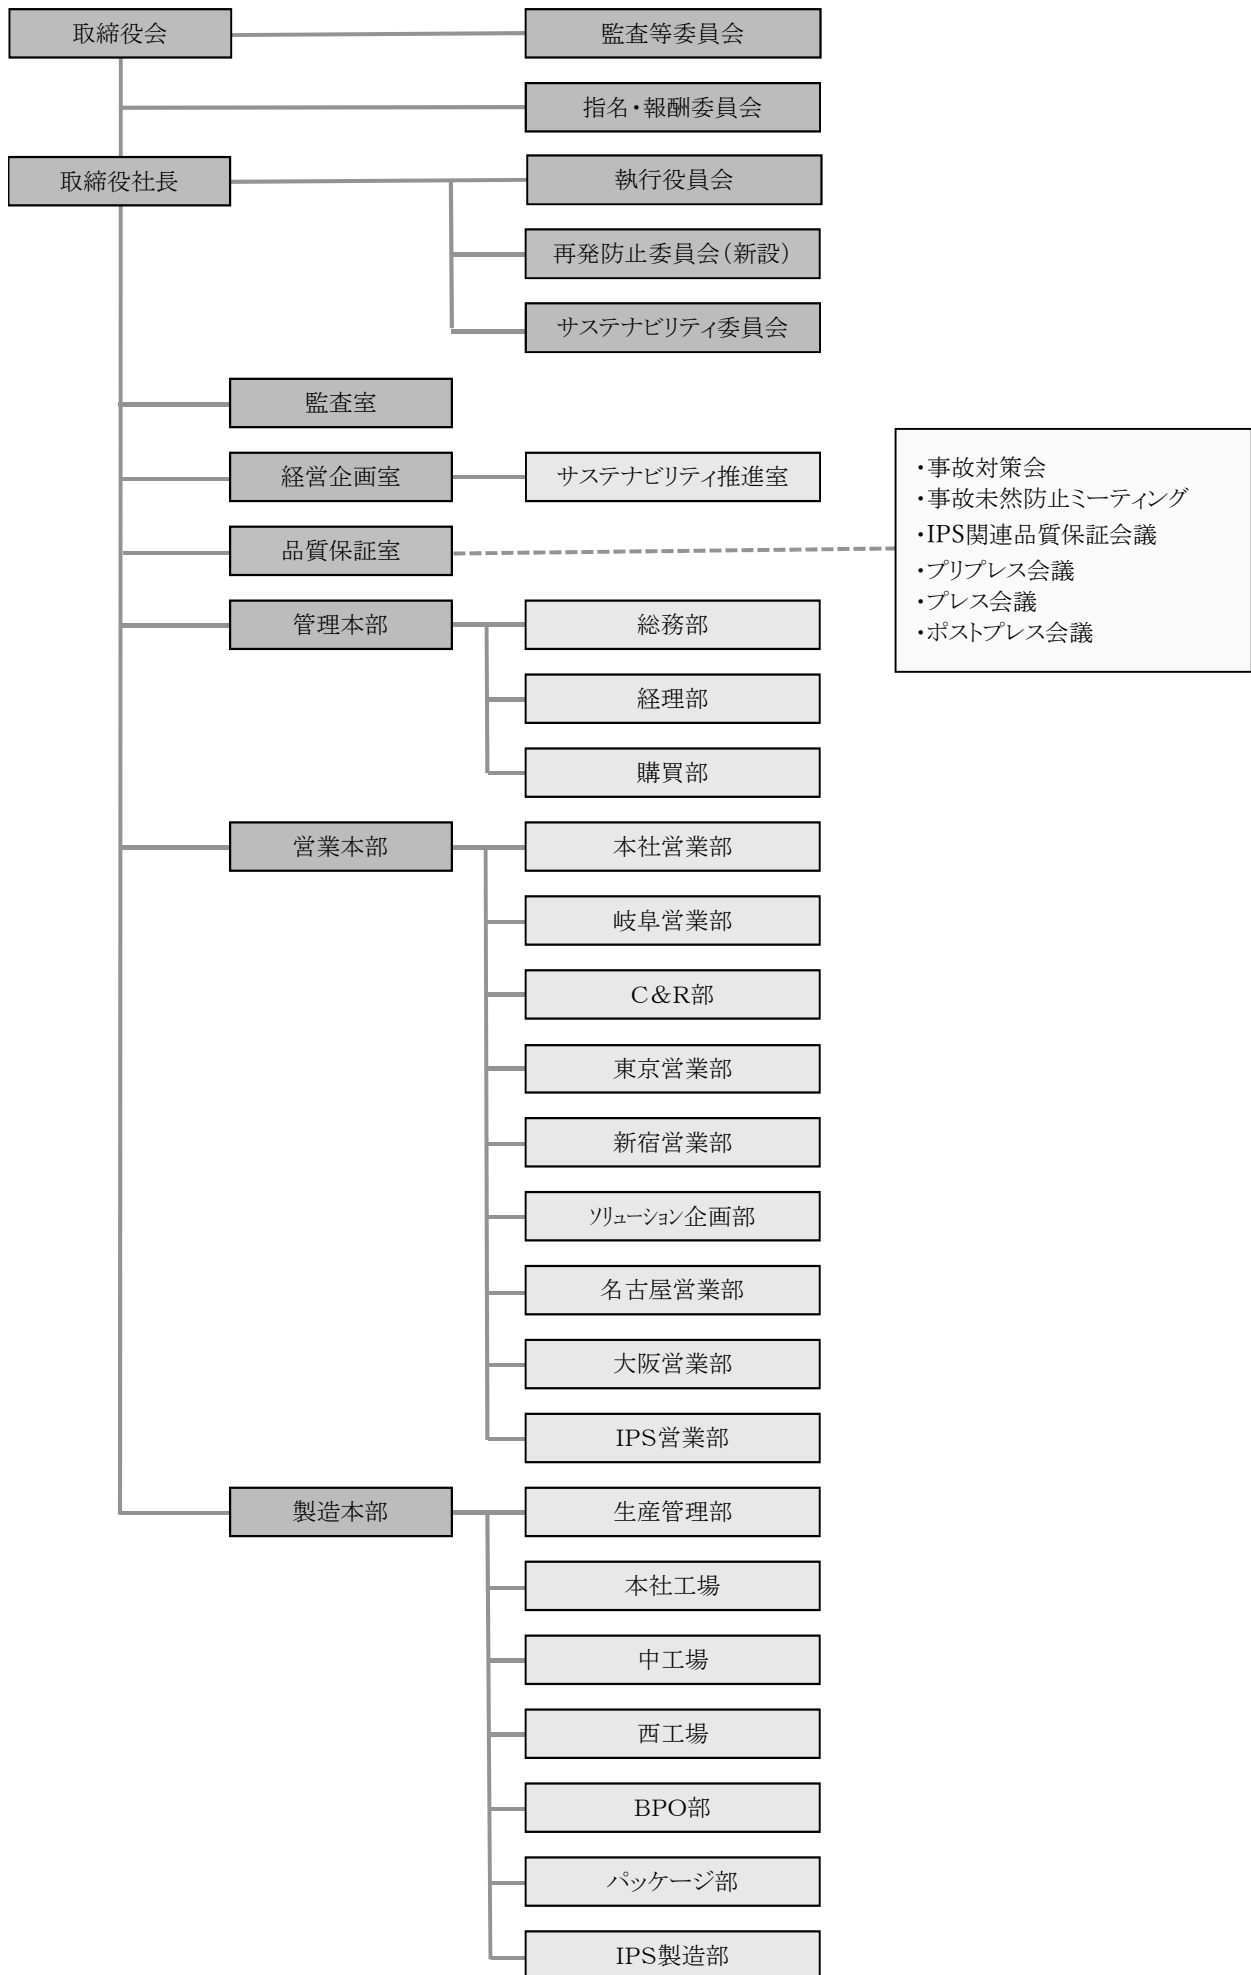 取締役会
監査等委員会
指名・報酬委員会
取締役社長
執行役員会
再発防止委員会(新設)
サステナビリティ委員会
監査室
経営企画室
サステナビリティ推進室
品質保証室
・事故対策会
・事故未然防止ミーティング
・IPS関連品質保証会議
・プリプレス会議
・プレス会議
・ポストプレス会議
管理本部
総務部
経理部
購買部
営業本部
本社営業部
岐阜営業部
C&R部
東京営業部
新宿営業部
ソリューション企画部
名古屋営業部
大阪営業部
IPS営業部
製造本部
生産管理部
本社工場
中工場
西工場
BPO部
パッケージ部
IPS製造部